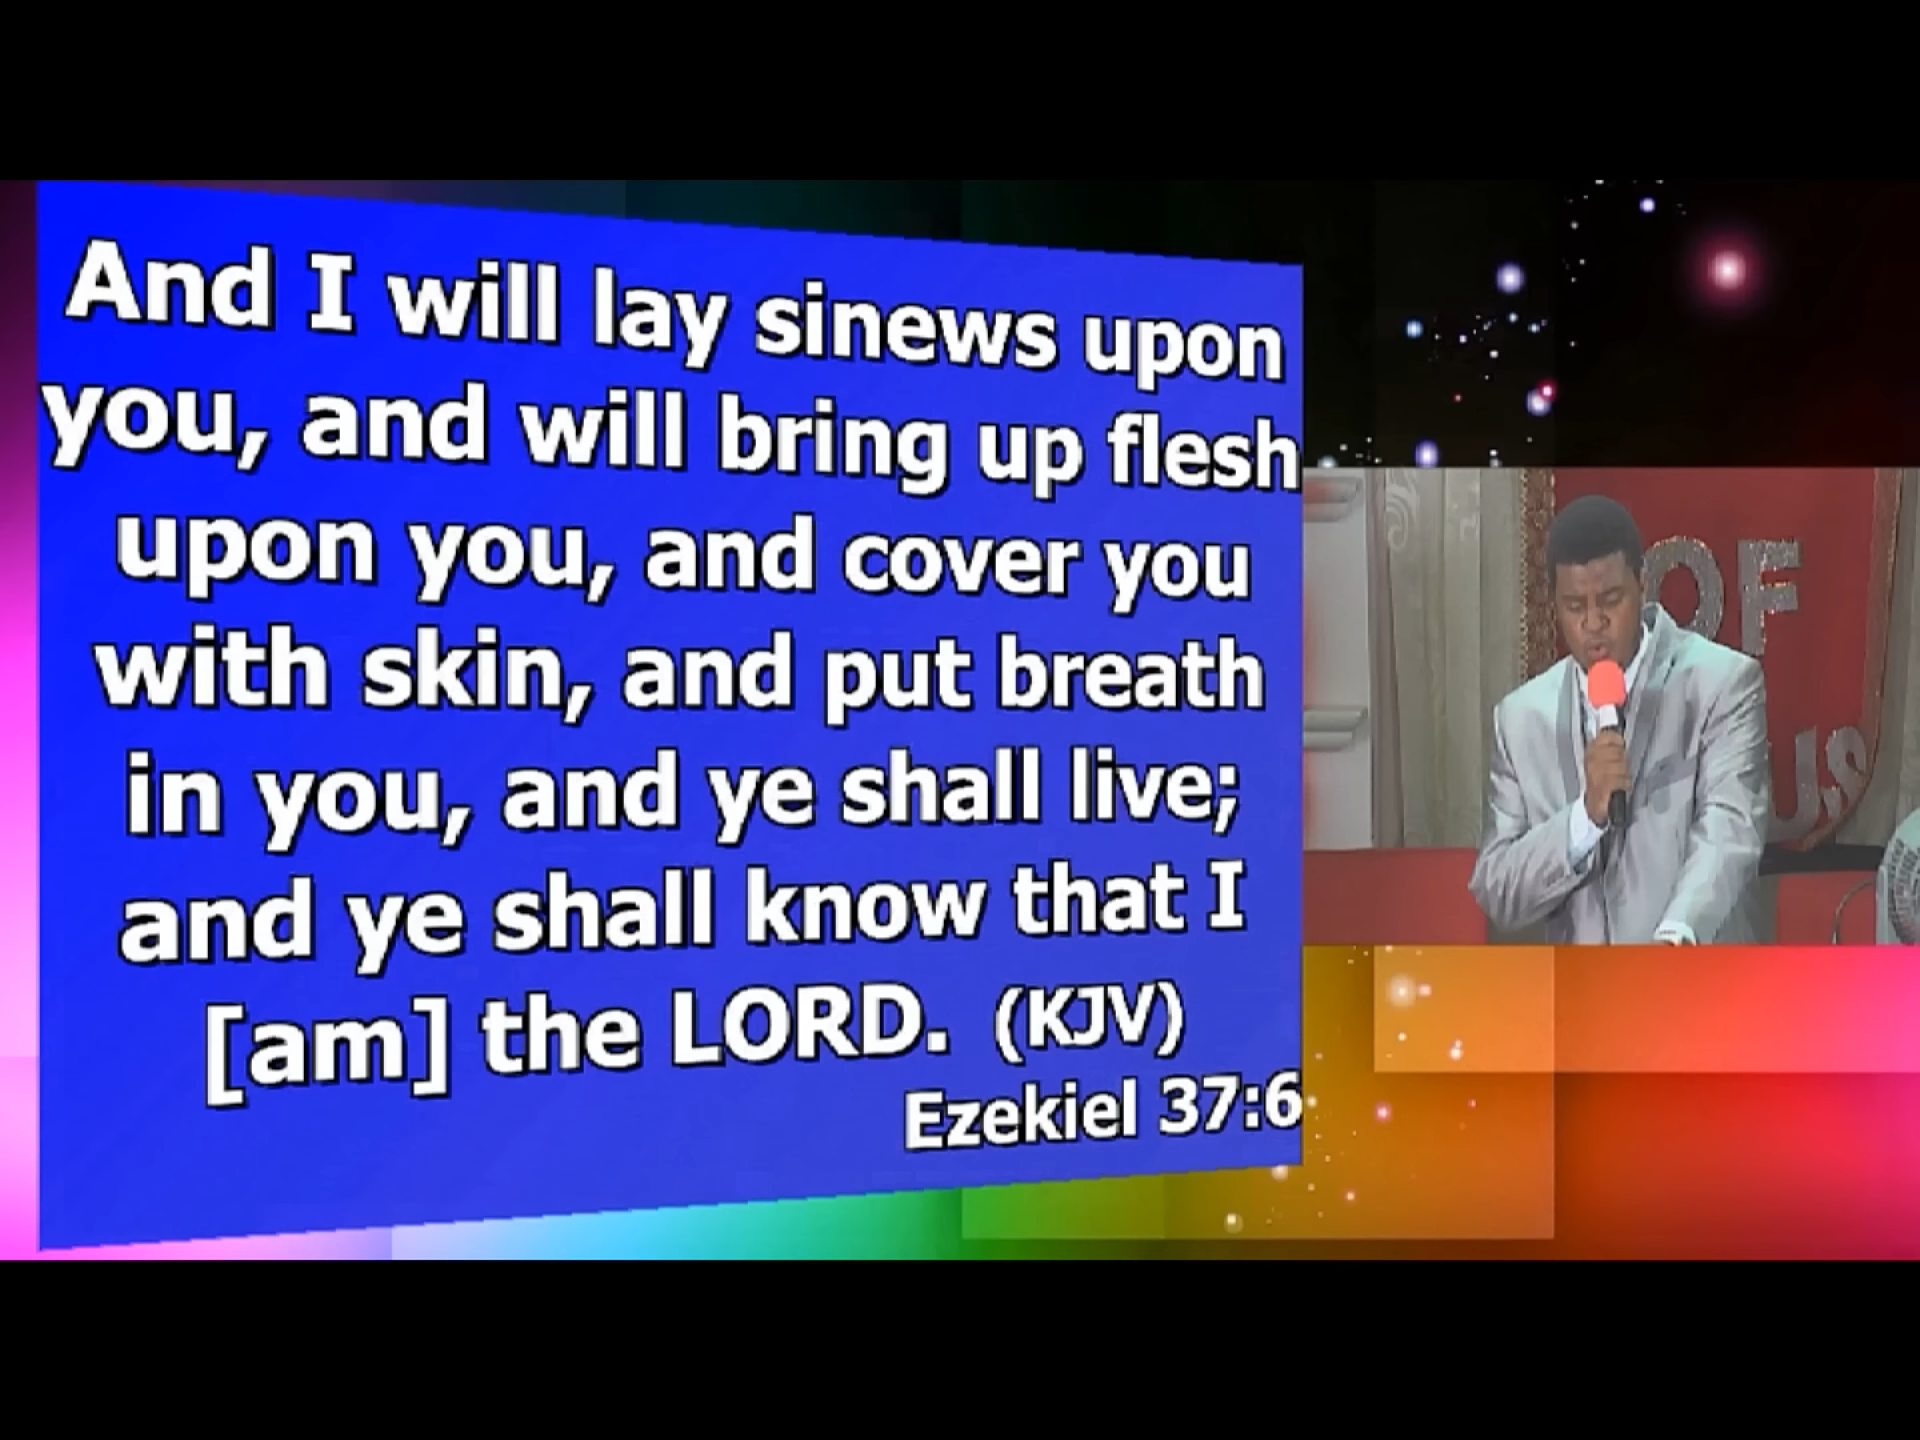 And I will lay sinews upon
you, and will bring up flesh
upon you, and cover you
with skin, and put breath
in you, and ye shall live;
and ye shall know that I
[am] the LORD. (KJV)
Ezekiel 37:6
OF